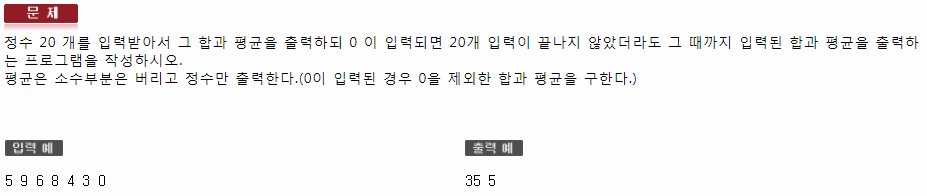 문 제
정수 20 개를 입력받아서 그 합과 평균을 출력하되 0 이 입력되면 20개 입력이 끝나지 않았더라도 그 때까지 입력된 합과 평균을 출력하
는 프로그램을 작성하시오.
평균은 소수부분은 버리고 정수만 출력한다.(0이 입력된 경우 0을 제외한 합과 평균을 구한다.)
입력 예
출력 예
5 9 6 8 4 3 0
35 5